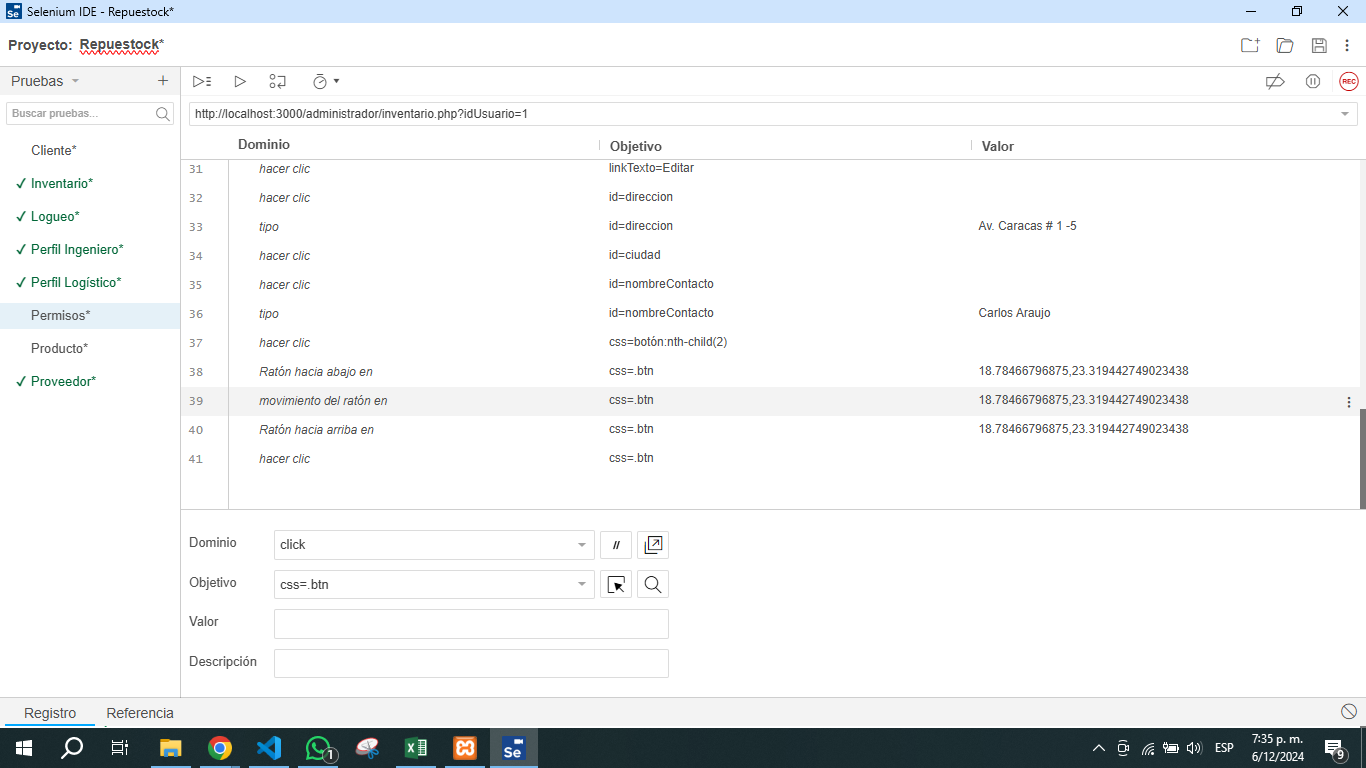 Selenium IDE - Repuestock*
Proyecto: Repuestock*
Pruebas
REC
Buscar pruebas...
http://localhost:3000/administrador/inventario.php?idUsuario=1
Cliente*
Inventario*
Logueo*
Perfil Ingeniero*
Perfil Logístico*
Permisos*
Producto*
Proveedor*
Dominio Objetivo Valor
31 hacer clic linkTexto=Editar
32 hacer clic id=direccion
33 tipo id=direccion Av. Caracas # 1 -5
34 hacer clic id=ciudad
35 hacer clic id=nombreContacto
36 tipo id=nombreContacto Carlos Araujo
37 hacer clic css=botón:nth-child(2)
38 Ratón hacia abajo en css=.btn 18.78466796875,23.319442749023438
39 movimiento del ratón en css=.btn 18.78466796875,23.319442749023438
40 Ratón hacia arriba en css=.btn 18.78466796875,23.319442749023438
41 hacer clic css=.btn
Dominio click //
Objetivo css=.btn
Valor
Descripción
Registro Referencia
1
Se
ESP
7:35 p. m.
6/12/2024
9